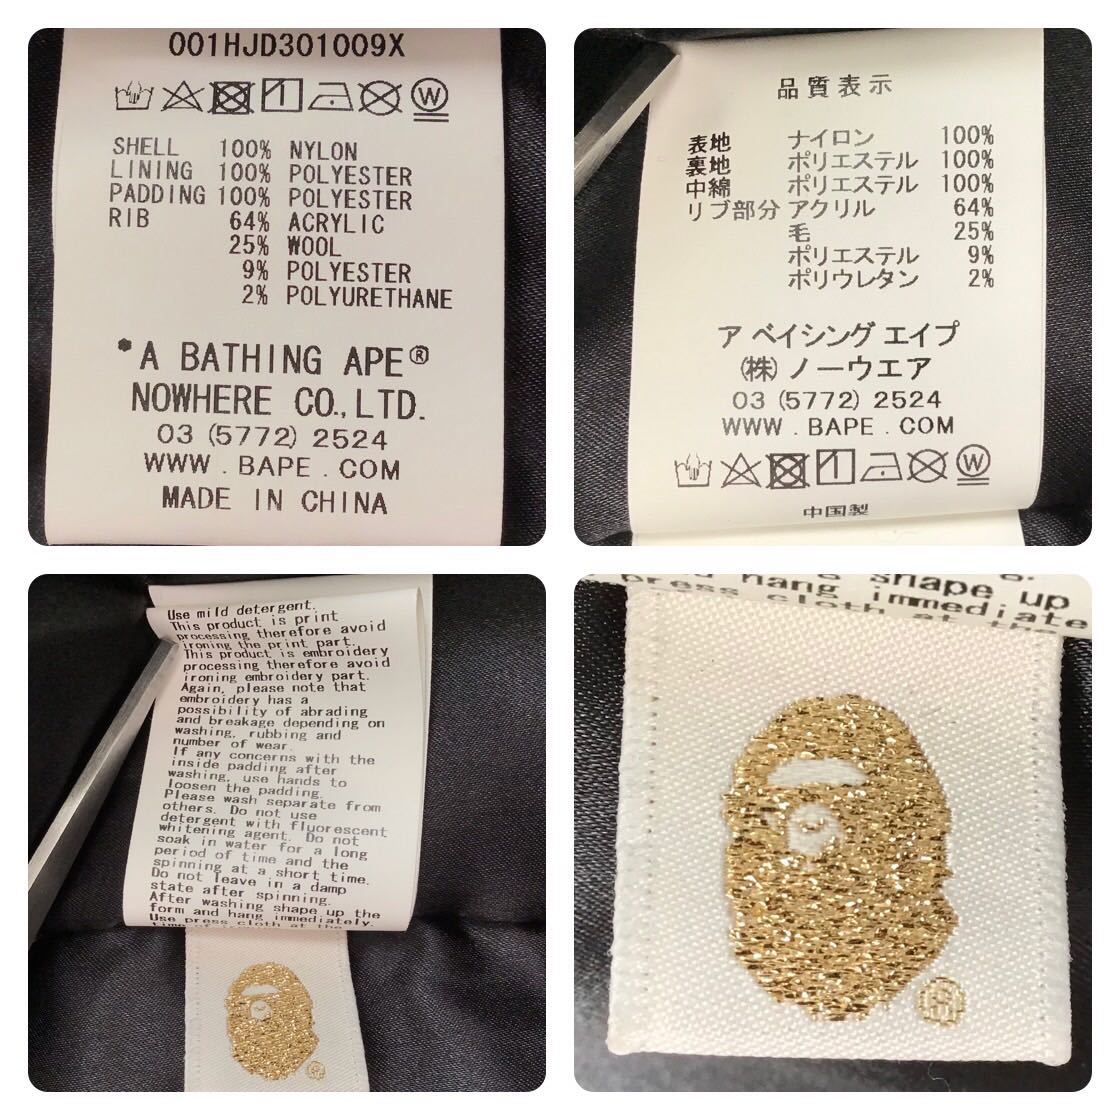 001HJD301009X
W
SHELL 100% NYLON
LINING 100% POLYESTER
PADDING 100% POLYESTER
RIB 64% ACRYLIC
25% WOOL
9% POLYESTER
2% POLYURETHANE
*A BATHING APE®
NOWHERE CO.,LTD.
03 (5772) 2524
WWW.BAPE.COM
MADE IN CHINA
品質表示
表地 ナイロン 100%
裏地 ポリエステル 100%
中綿 ポリエステル 100%
リブ部分 アクリル 64%
毛 25%
ポリエステル 9%
ポリウレタン 2%
ア ベイシング エイプ
(株) ノーウエア
03 (5772) 2524
WWW.BAPE.COM
W
中国製
Use mild detergent.
This product is print
processing therefore avoid
ironing the print part.
This product is embroidery
processing therefore avoid
ironing embroidery part.
Again, please note that
embroidery has a
possibility of abrading
and breakage depending on
washing, rubbing and
number of wear.
If any concerns with the
inside padding after
washing, use hands to
loosen the padding.
Please wash separate from
others. Do not use
detergent with fluorescent
whitening agent. Do not
soak in water for a long
period of time and the
spinning at a short time.
Do not leave in a damp
state after spinning.
After washing shape up the
form and hang immediately.
Use press cloth at the
®
shape up
hang immediate
press cloth at the
®